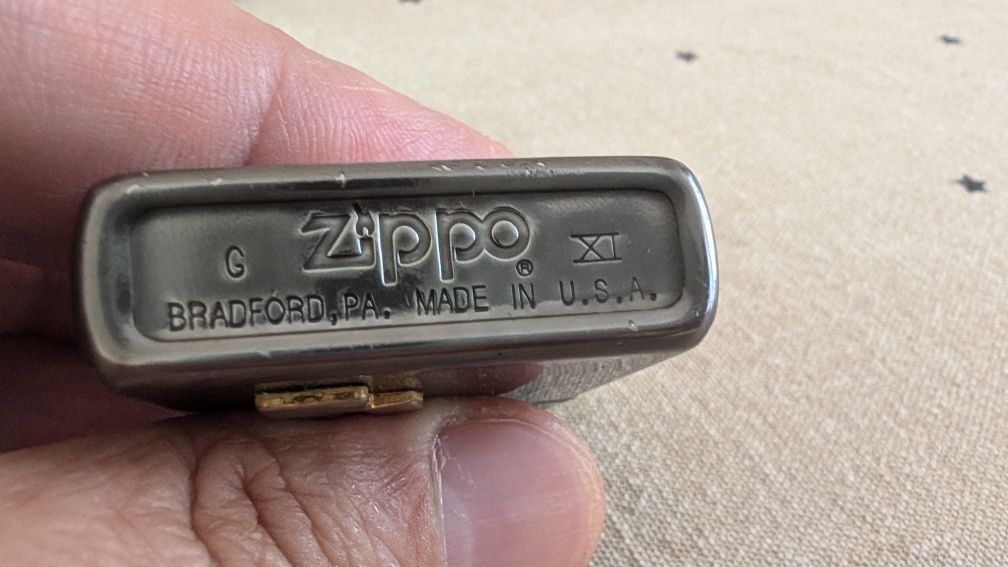 G Zippo ® XI
BRADFORD, PA. MADE IN U.S.A.